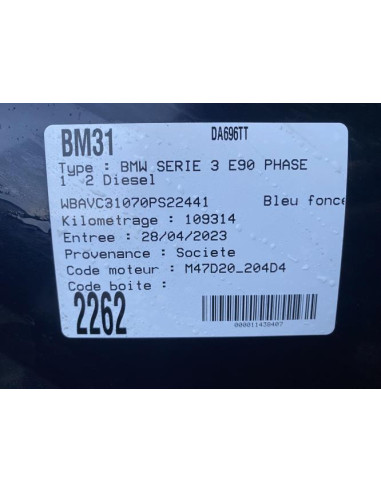 BM31 DA696TT
Type : BMW SERIE 3 E90 PHASE
1 2 Diesel
WBAVC31070PS22441 Bleu fonce
Kilometrage : 109314
Entree : 28/04/2023
Provenance : Societe
Code moteur : M47D20_204D4
Code boite :
2262
000011438407